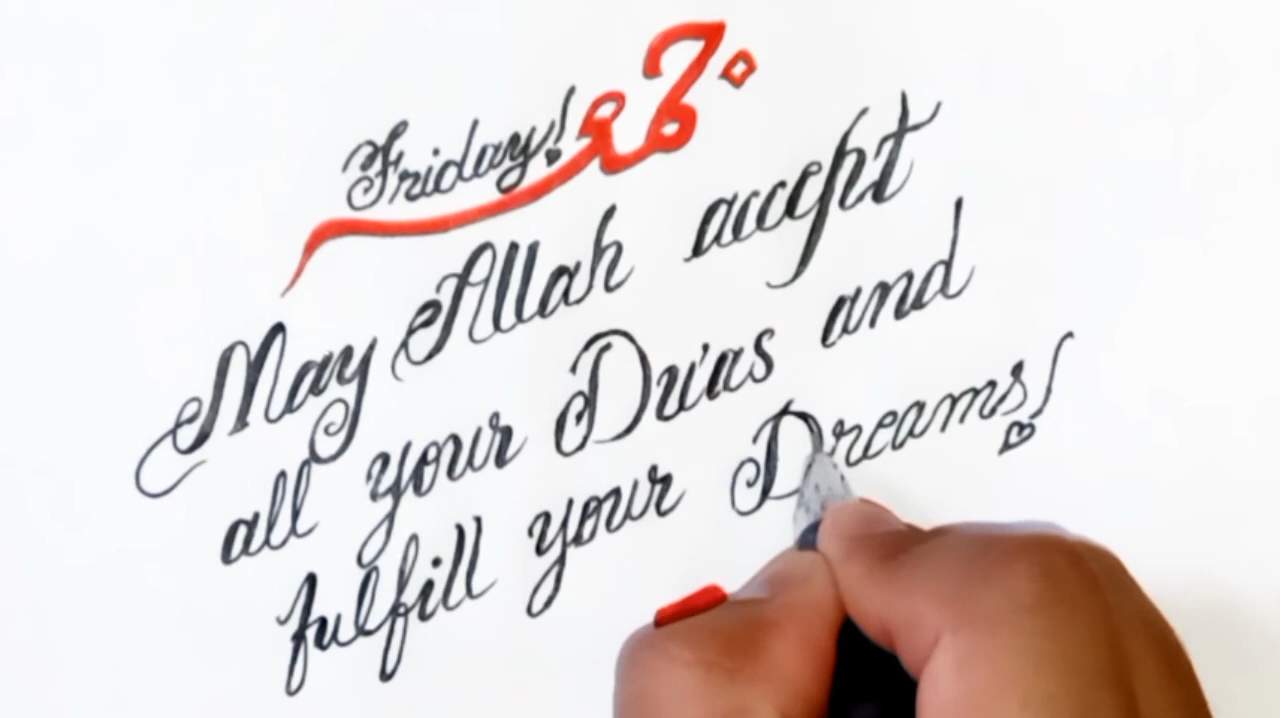 Friday!
May Allah accept
all your Du'as and
fulfill your Dreams!